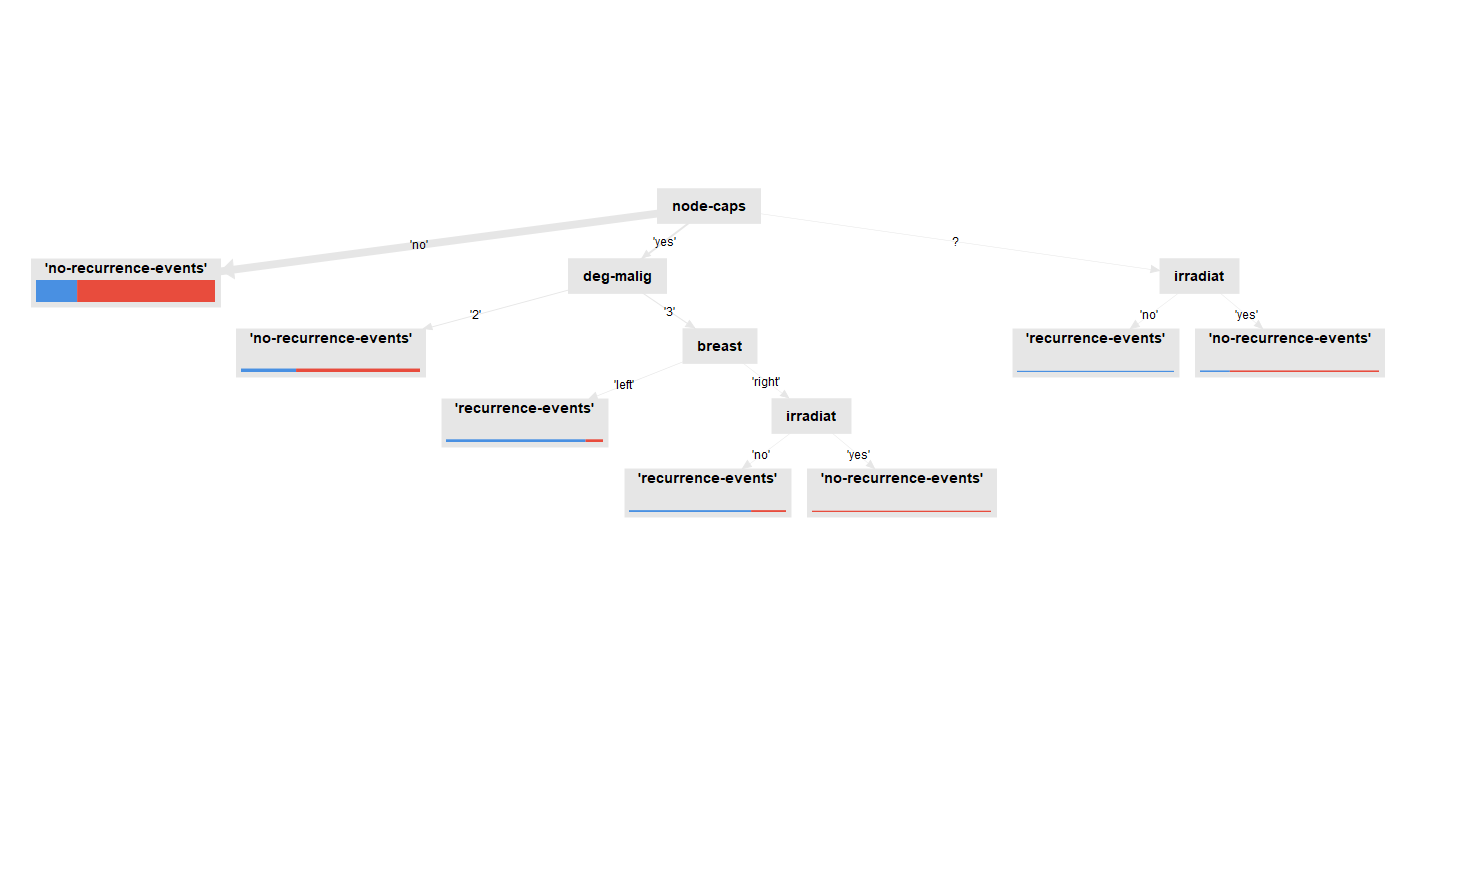 node-caps
'no'
'yes'
?
'no-recurrence-events'
deg-malig
irradiat
'2'
'3'
'no'
'yes'
'no-recurrence-events'
breast
'recurrence-events'
'no-recurrence-events'
'left'
'right'
'recurrence-events'
irradiat
'no'
'yes'
'recurrence-events'
'no-recurrence-events'